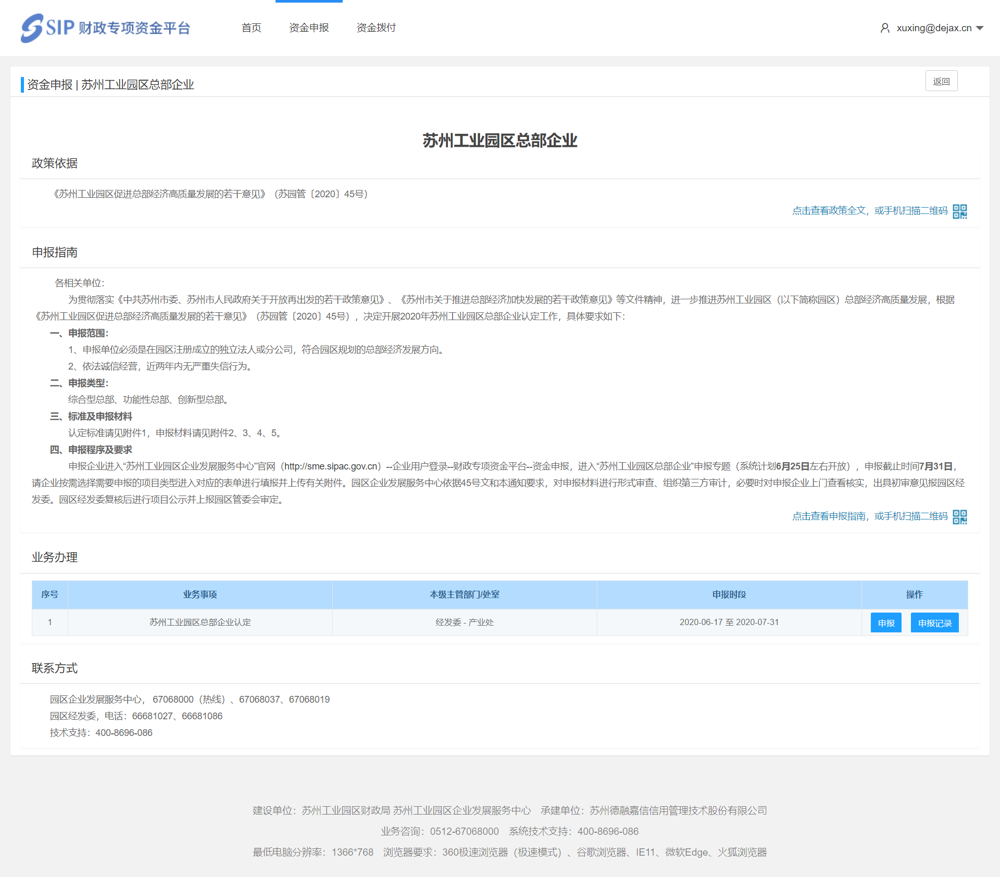 SIP 财政专项资金平台
首页 资金申报 资金拨付
xuxing@dejax.cn
资金申报 | 苏州工业园区总部企业
返回
苏州工业园区总部企业
政策依据
《苏州工业园区促进总部经济高质量发展的若干意见》（苏园管〔2020〕45号）
点击查看政策全文，或手机扫描二维码
申报指南
各相关单位：
为贯彻落实《中共苏州市委、苏州市人民政府关于开放再出发的若干政策意见》、《苏州市关于推进总部经济加快发展的若干政策意见》等文件精神，进一步推进苏州工业园区（以下简称园区）总部经济高质量发展，根据
《苏州工业园区促进总部经济高质量发展的若干意见》（苏园管〔2020〕45号），决定开展2020年苏州工业园区总部企业认定工作，具体要求如下：
一、申报范围：
1、申报单位必须是在园区注册成立的独立法人或分公司，符合园区规划的总部经济发展方向。
2、依法诚信经营，近两年内无严重失信行为。
二、申报类型：
综合型总部、功能性总部、创新型总部。
三、标准及申报材料
认定标准请见附件1，申报材料请见附件2、3、4、5。
四、申报程序及要求
申报企业进入“苏州工业园区企业发展服务中心”官网（http://sme.sipac.gov.cn）--企业用户登录--财政专项资金平台--资金申报，进入“苏州工业园区总部企业”申报专题（系统计划6月25日左右开放），申报截止时间7月31日，
请企业按需选择需要申报的项目类型进入对应的表单进行填报并上传有关附件。园区企业发展服务中心依据45号文和本通知要求，对申报材料进行形式审查、组织第三方审计，必要时对申报企业上门查看核实，出具初审意见报园区经
发委。园区经发委复核后进行项目公示并上报园区管委会审定。
点击查看申报指南，或手机扫描二维码
业务办理
序号 业务事项 本级主管部门/处室 申报时段 操作
1 苏州工业园区总部企业认定 经发委 - 产业处 2020-06-17 至 2020-07-31 申报 申报记录
联系方式
园区企业发展服务中心， 67068000（热线）、67068037、67068019
园区经发委，电话：66681027、66681086
技术支持：400-8696-086
建设单位：苏州工业园区财政局 苏州工业园区企业发展服务中心 承建单位：苏州德融嘉信信用管理技术股份有限公司
业务咨询：0512-67068000 系统技术支持：400-8696-086
最低电脑分辨率：1366*768 浏览器要求：360极速浏览器（极速模式）、谷歌浏览器、IE11、微软Edge、火狐浏览器